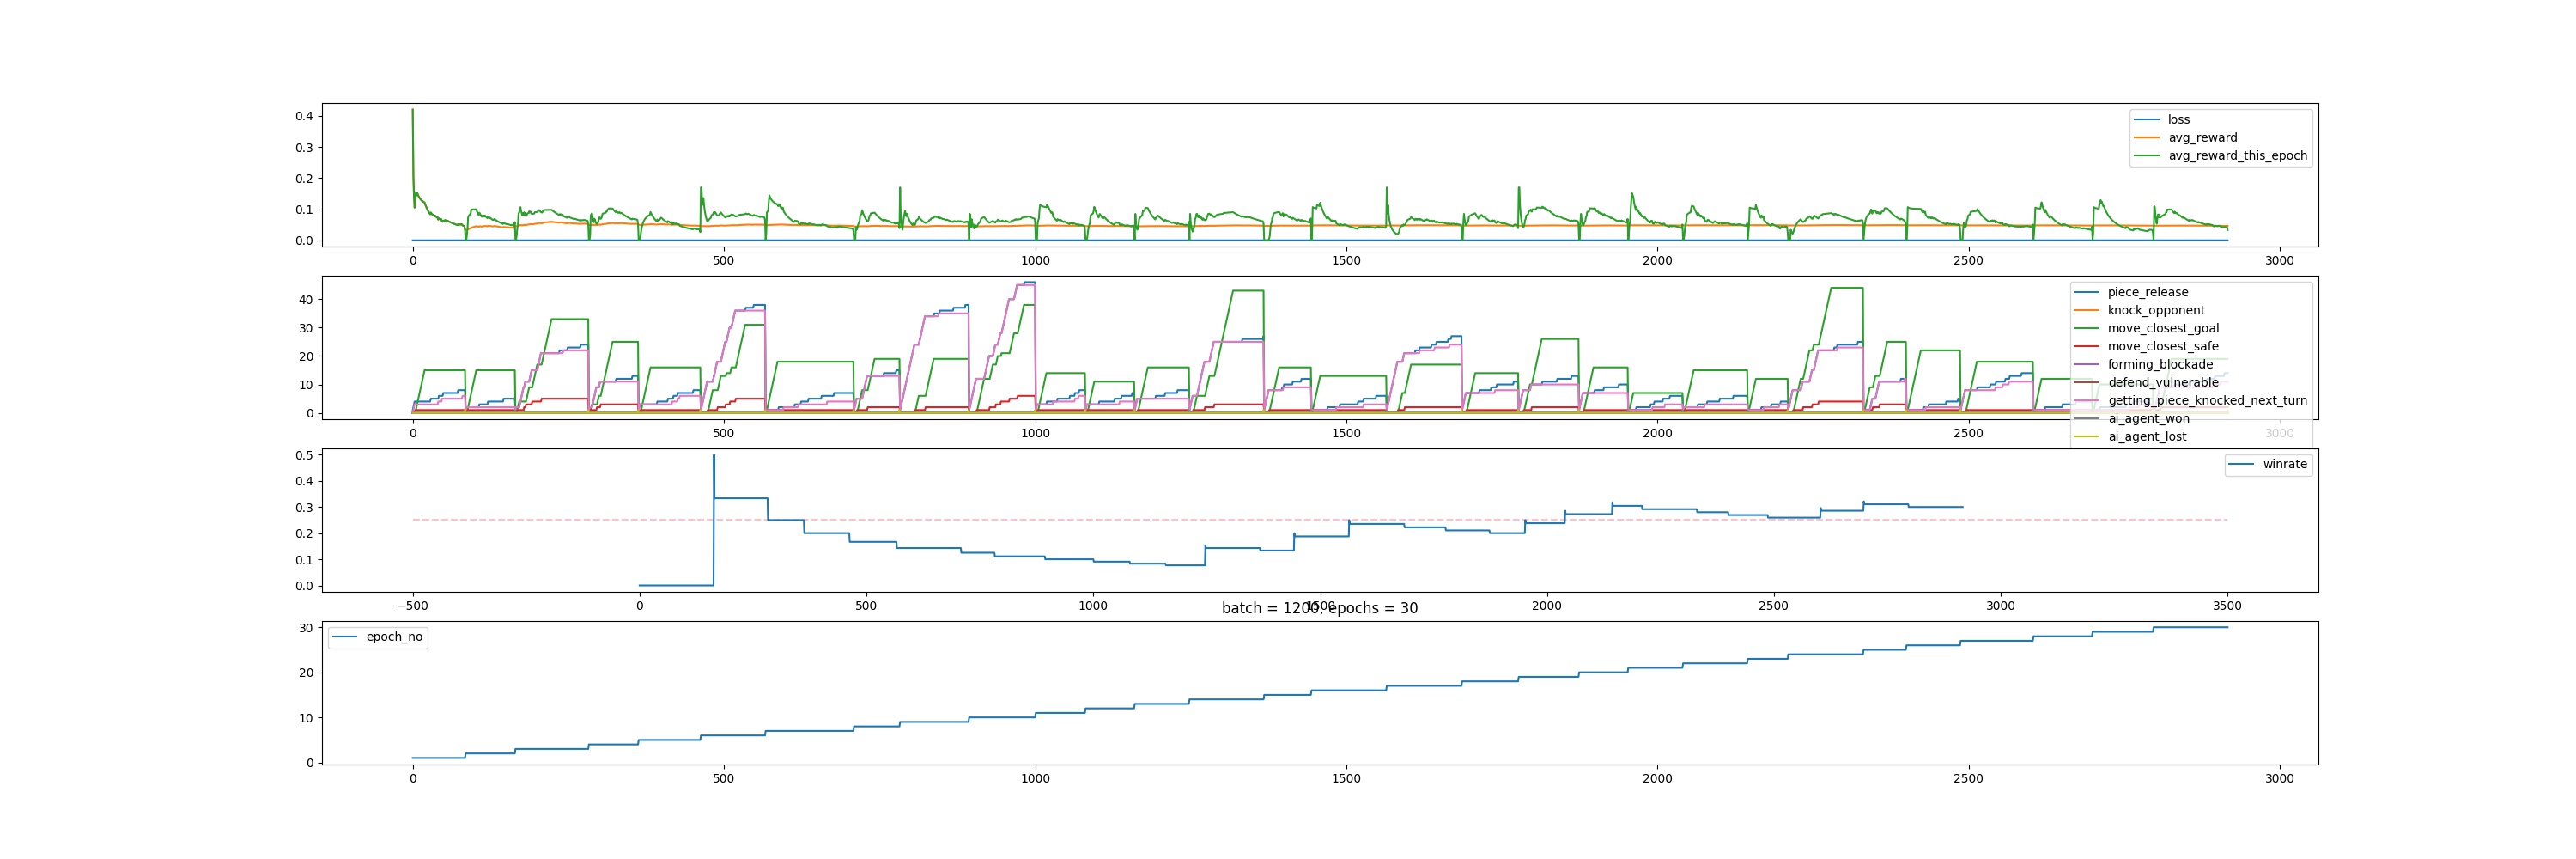 0.4
0.3
0.2
0.1
0.0
loss
avg_reward
avg_reward_this_epoch
0 500 1000 1500 2000 2500 3000
40
30
20
10
0
piece_release
knock_opponent
move_closest_goal
move_closest_safe
forming_blockade
defend_vulnerable
getting_piece_knocked_next_turn
ai_agent_won
ai_agent_lost
0 500 1000 1500 2000 2500 3000
0.5
0.4
0.3
0.2
0.1
0.0
winrate
−500 0 500 1000 1500 2000 2500 3000 3500
batch = 1200, epochs = 30
30
20
10
0
epoch_no
0 500 1000 1500 2000 2500 3000